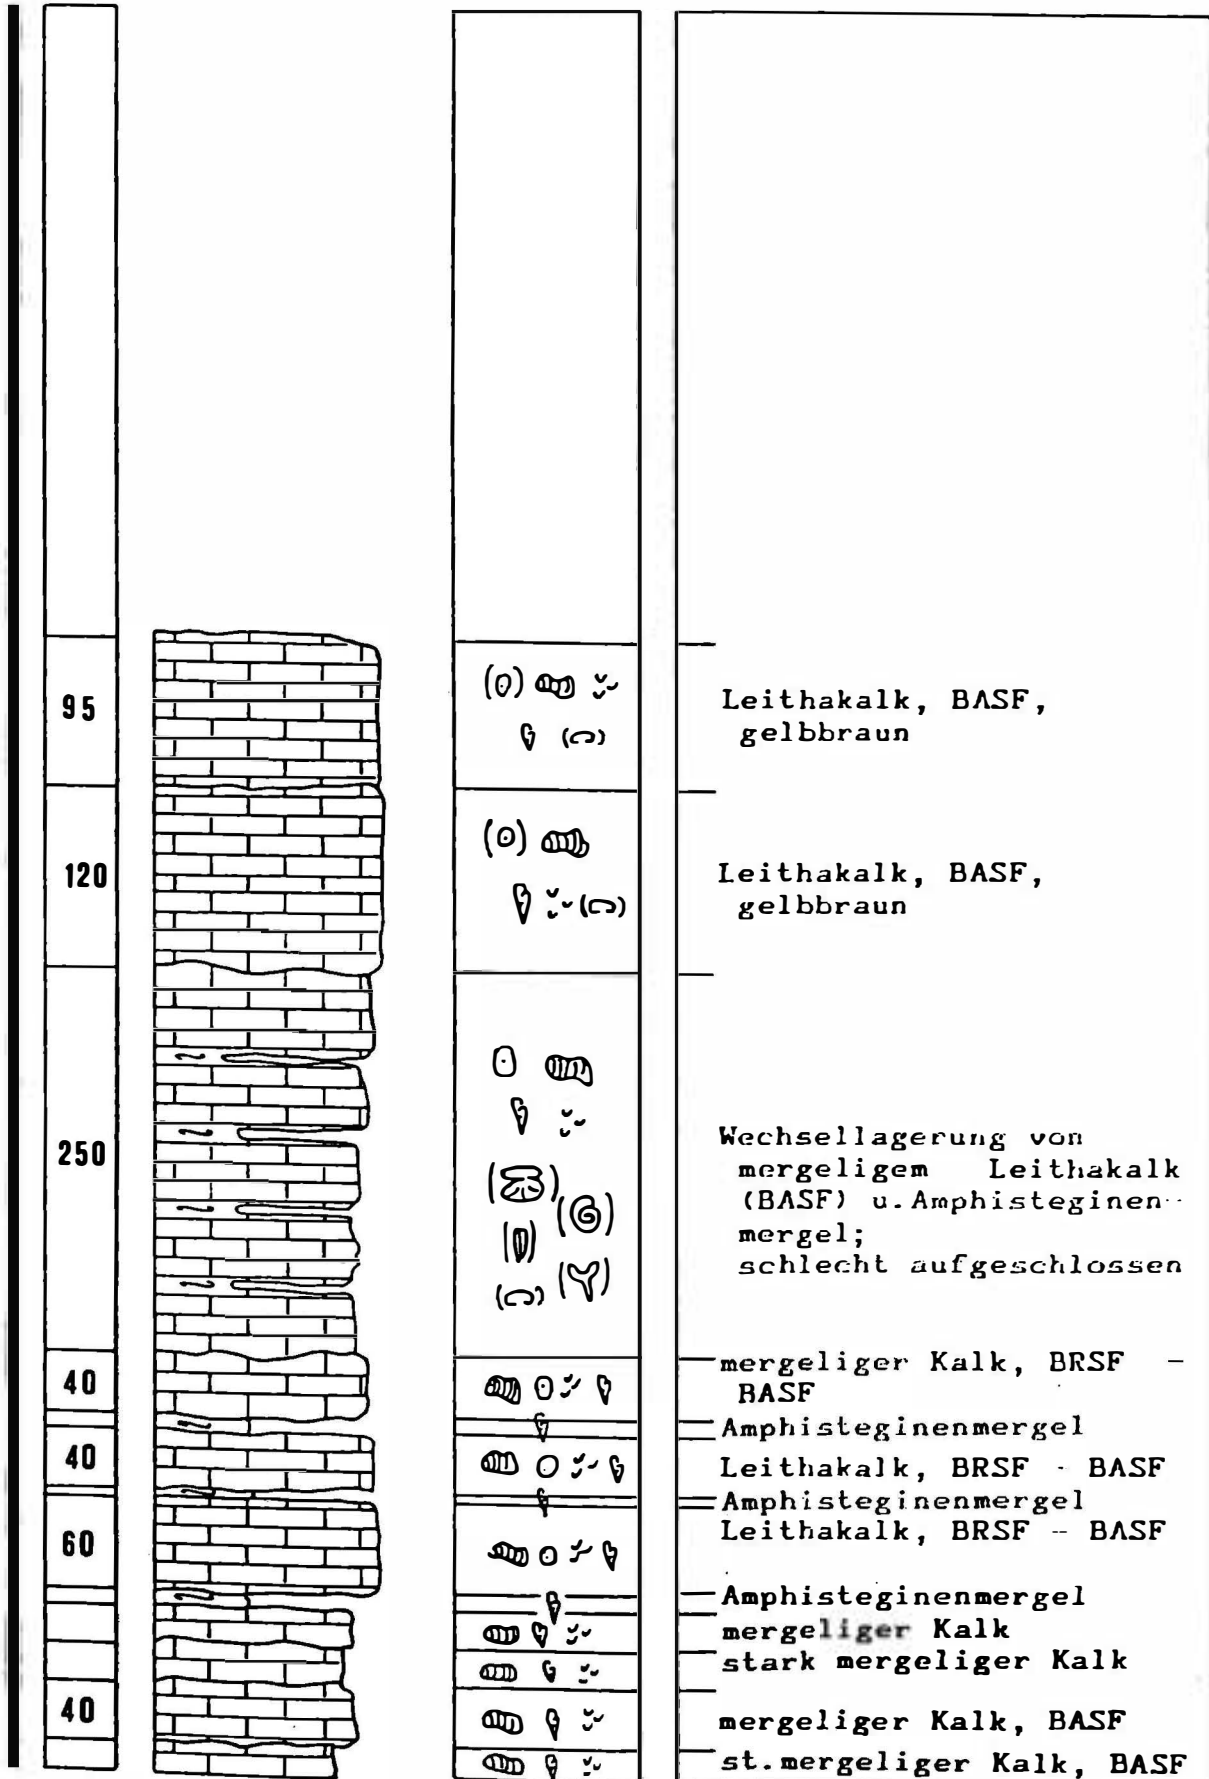 95
Leithakalk, BASF,
gelbbraun
120
Leithakalk, BASF,
gelbbraun
250
Wechsellagerung von
mergeligem Leithakalk
(BASF) u.Amphisteginen-
mergel;
schlecht aufgeschlossen
40
mergeliger Kalk, BRSF -
BASF
Amphisteginenmergel
40
Leithakalk, BRSF - BASF
Amphisteginenmergel
60
Leithakalk, BRSF - BASF
Amphisteginenmergel
mergeliger Kalk
stark mergeliger Kalk
40
mergeliger Kalk, BASF
st.mergeliger Kalk, BASF